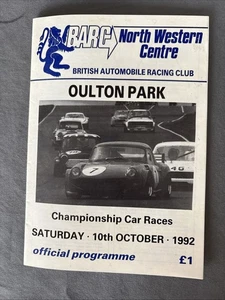 BARC North Western
Centre
BRITISH AUTOMOBILE RACING CLUB
OULTON PARK
7
40
Championship Car Races
SATURDAY · 10th OCTOBER · 1992
official programme £1